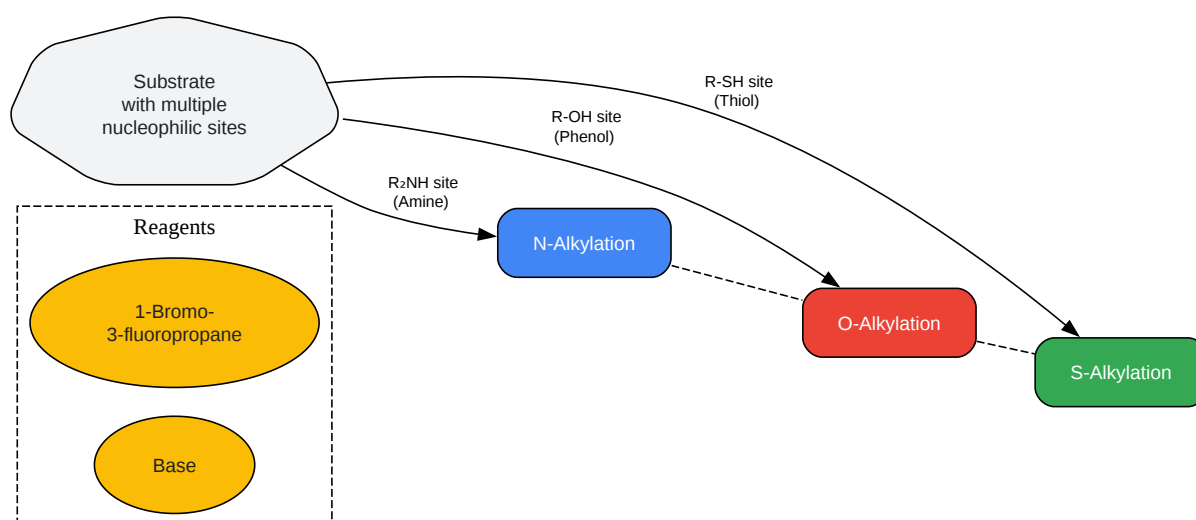 Substrate
with multiple
nucleophilic sites
R-SH site
(Thiol)
R-OH site
(Phenol)
R₂NH site
(Amine)
N-Alkylation
O-Alkylation
S-Alkylation
Reagents
1-Bromo-
3-fluoropropane
Base